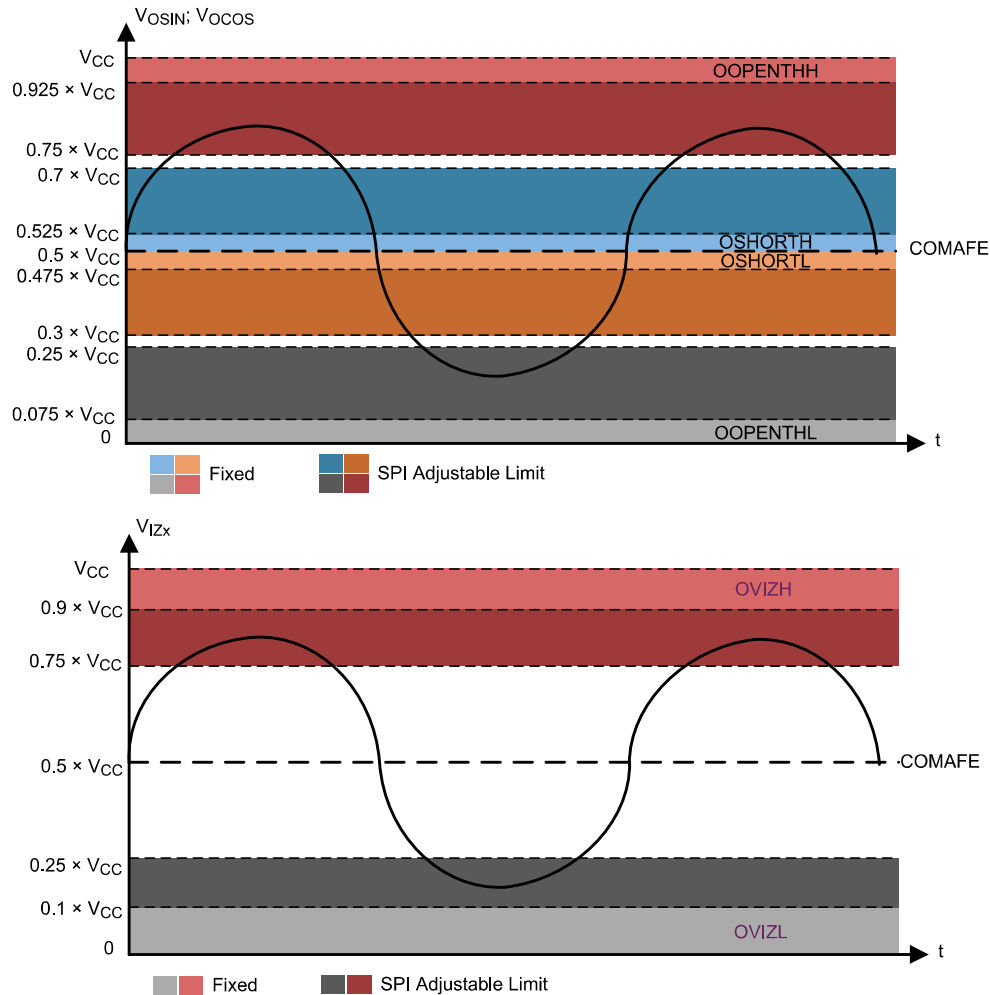 VOSIN; VOCOS
VCC
OOPENTHH
0.925 × VCC
0.75 × VCC
0.7 × VCC
0.525 × VCC
OSHORTH
0.5 × VCC
COMAFE
OSHORTL
0.475 × VCC
0.3 × VCC
0.25 × VCC
0.075 × VCC
OOPENTHL
0
t
Fixed
SPI Adjustable Limit
VIZx
VCC
OVIZH
0.9 × VCC
0.75 × VCC
0.5 × VCC
COMAFE
0.25 × VCC
0.1 × VCC
OVIZL
0
t
Fixed
SPI Adjustable Limit